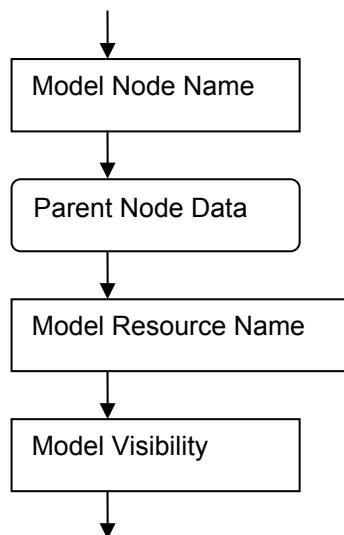 Model Node Name
Parent Node Data
Model Resource Name
Model Visibility